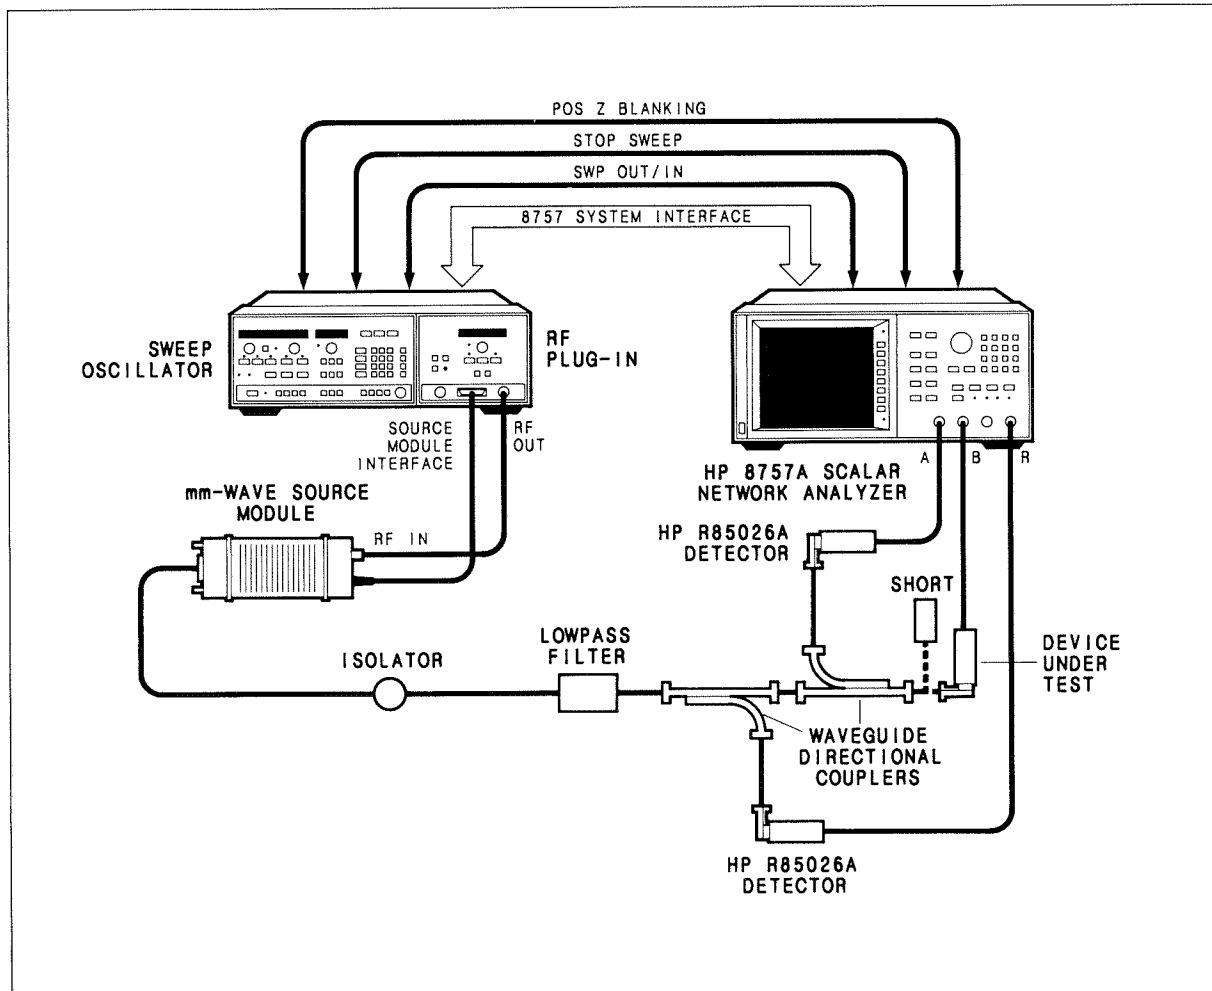 POS Z BLANKING
STOP SWEEP
SWP OUT/IN
8757 SYSTEM INTERFACE
SWEEP
OSCILLATOR
RF
PLUG-IN
SOURCE
MODULE
INTERFACE
RF
OUT
A
B
R
HP 8757A SCALAR
NETWORK ANALYZER
mm-WAVE SOURCE
MODULE
RF IN
HP R85026A
DETECTOR
SHORT
ISOLATOR
LOWPASS
FILTER
DEVICE
UNDER
TEST
WAVEGUIDE
DIRECTIONAL
COUPLERS
HP R85026A
DETECTOR